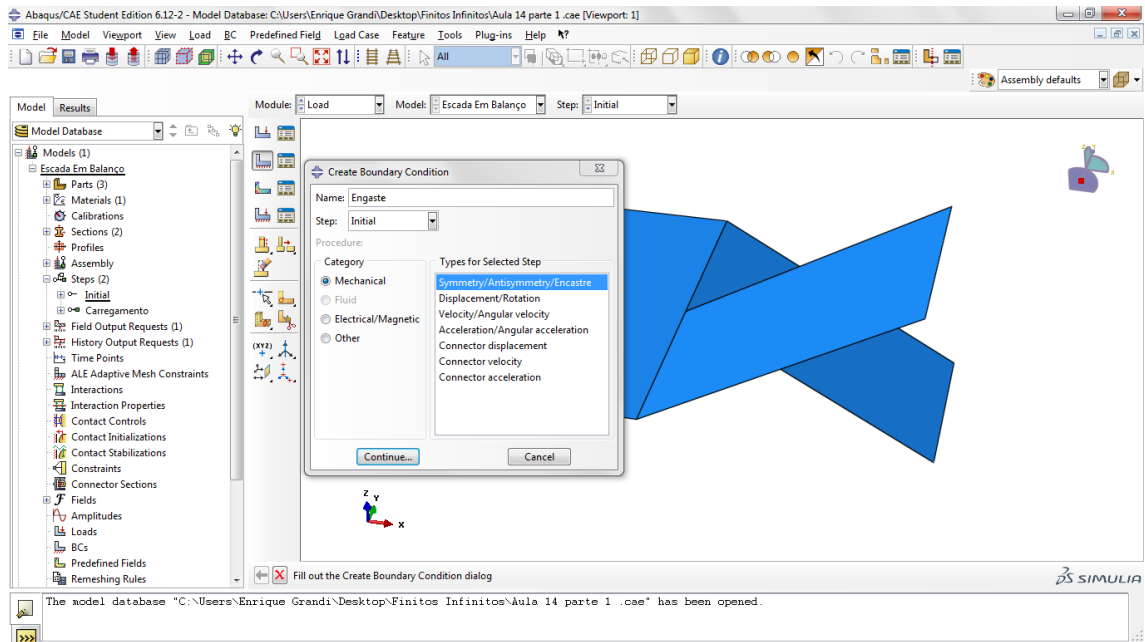 Abaqus/CAE Student Edition 6.12-2 - Model Database: C:\Users\Enrique Grandi\Desktop\Finitos Infinitos\Aula 14 parte 1 .cae [Viewport: 1]
File Model Viewport View Load BC Predefined Field Load Case Feature Tools Plug-ins Help
All
Assembly defaults
Model Results
Module: Load Model: Escada Em Balanço Step: Initial
Model Database
Models (1)
Escada Em Balanço
Parts (3)
Materials (1)
Calibrations
Sections (2)
Profiles
Assembly
Steps (2)
Initial
Carregamento
Field Output Requests (1)
History Output Requests (1)
Time Points
ALE Adaptive Mesh Constraints
Interactions
Interaction Properties
Contact Controls
Contact Initializations
Contact Stabilizations
Constraints
Connector Sections
Fields
Amplitudes
Loads
BCs
Predefined Fields
Remeshing Rules
(XYZ)
Create Boundary Condition
Name: Engaste
Step: Initial
Procedure:
Category
Mechanical
Fluid
Electrical/Magnetic
Other
Types for Selected Step
Symmetry/Antisymmetry/Encastre
Displacement/Rotation
Velocity/Angular velocity
Acceleration/Angular acceleration
Connector displacement
Connector velocity
Connector acceleration
Continue...
Cancel
Z
Y
X
Fill out the Create Boundary Condition dialog
SIMULIA
The model database "C:\Users\Enrique Grandi\Desktop\Finitos Infinitos\Aula 14 parte 1 .cae" has been opened.
>>>